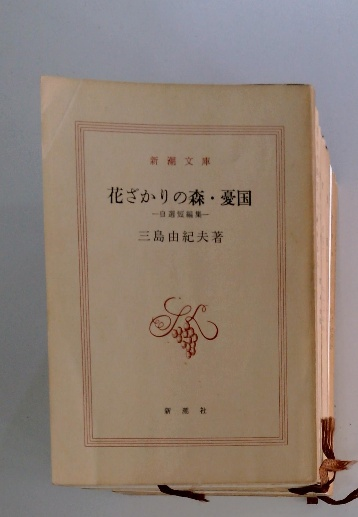 新潮文庫
花ざかりの森・憂国
―自選短編集―
三島由紀夫著
新潮社